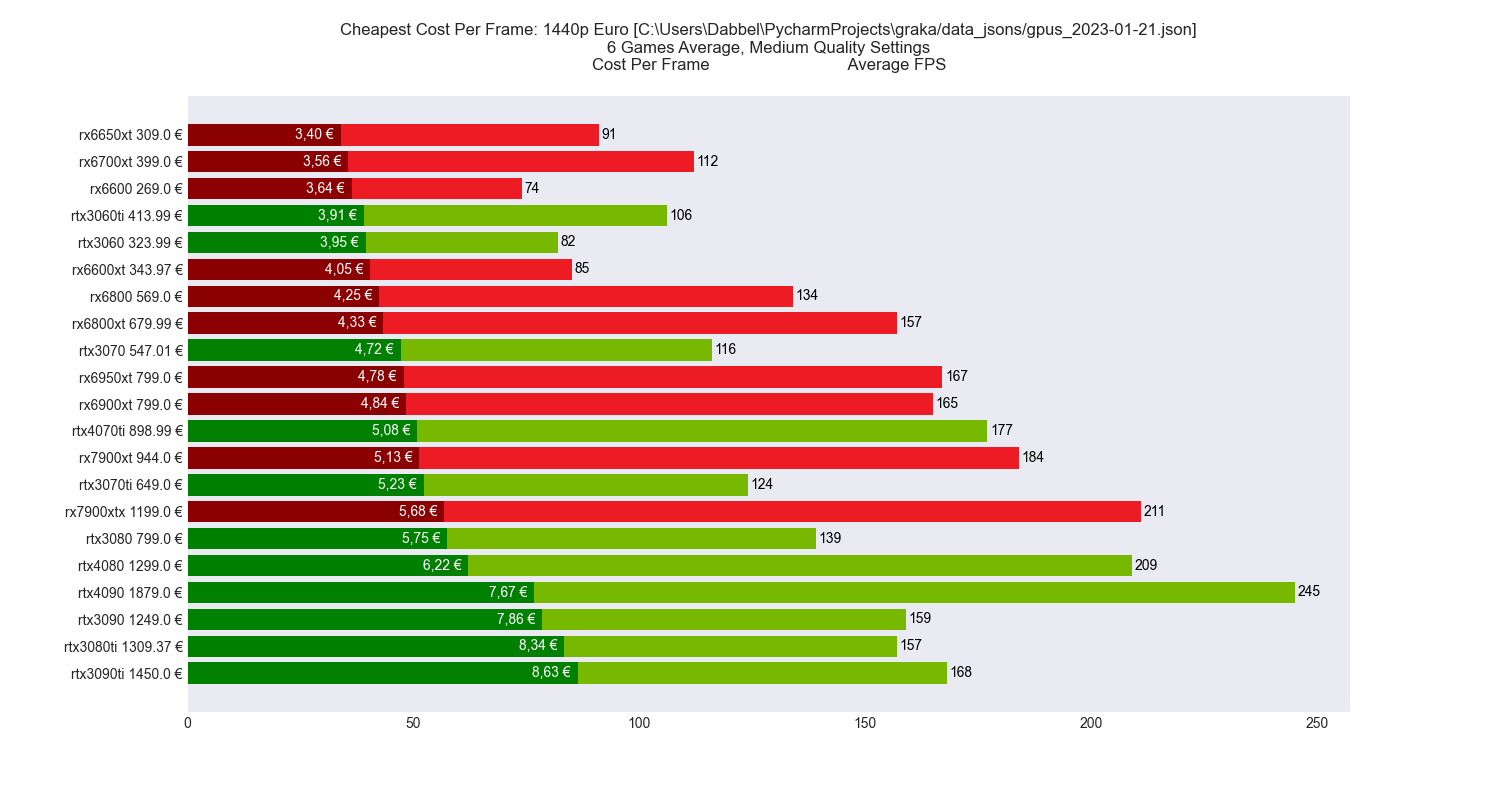 Cheapest Cost Per Frame: 1440p Euro [C:\Users\Dabbel\PycharmProjects\graka/data_jsons/gpus_2023-01-21.json]
6 Games Average, Medium Quality Settings
Cost Per Frame Average FPS
rx6650xt 309.0 € 3,40 € 91
rx6700xt 399.0 € 3,56 € 112
rx6600 269.0 € 3,64 € 74
rtx3060ti 413.99 € 3,91 € 106
rtx3060 323.99 € 3,95 € 82
rx6600xt 343.97 € 4,05 € 85
rx6800 569.0 € 4,25 € 134
rx6800xt 679.99 € 4,33 € 157
rtx3070 547.01 € 4,72 € 116
rx6950xt 799.0 € 4,78 € 167
rx6900xt 799.0 € 4,84 € 165
rtx4070ti 898.99 € 5,08 € 177
rx7900xt 944.0 € 5,13 € 184
rtx3070ti 649.0 € 5,23 € 124
rx7900xtx 1199.0 € 5,68 € 211
rtx3080 799.0 € 5,75 € 139
rtx4080 1299.0 € 6,22 € 209
rtx4090 1879.0 € 7,67 € 245
rtx3090 1249.0 € 7,86 € 159
rtx3080ti 1309.37 € 8,34 € 157
rtx3090ti 1450.0 € 8,63 € 168
0 50 100 150 200 250